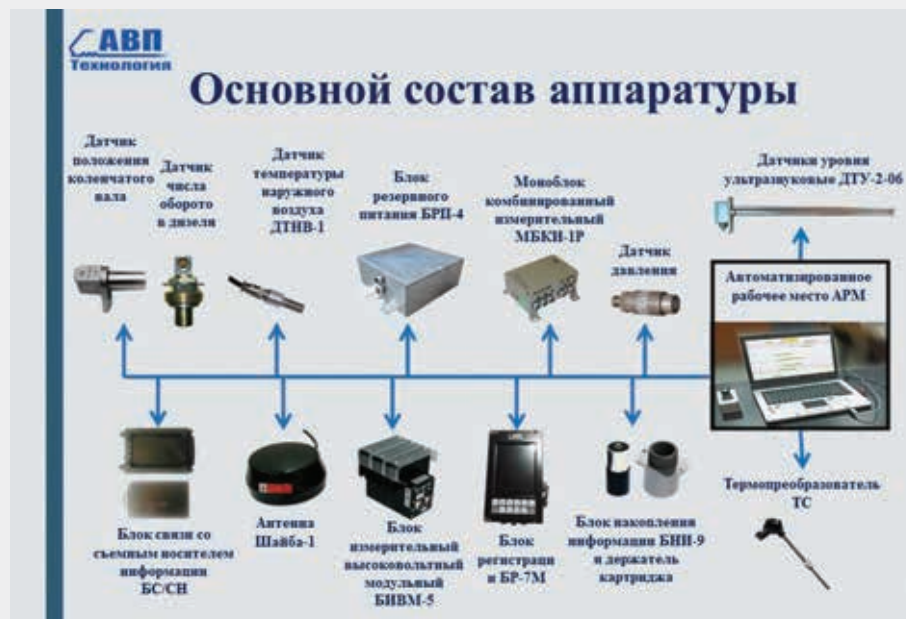 АВП
Технология
Основной состав аппаратуры
Датчик
положения
коленчатого
вала
Датчик
числа
оборото
в дизеля
Датчик
температуры
наружного
воздуха
ДТНВ-1
Блок
резервного
питания БРП-4
Моноблок
комбинированный
измерительный
МБКИ-1Р
Датчик
давления
Датчики уровня
ультразвуковые ДТУ-2-06
Автоматизированное
рабочее место АРМ
Блок связи со
съемным носителем
информации
БС/СН
Антенна
Шайба-1
Блок
измерительный
высоковольтный
модульный
БИВМ-5
Блок
регистраци
и БР-7М
Блок накопления
информации БНИ-9
и держатель
картриджа
Термопреобразователь
ТС